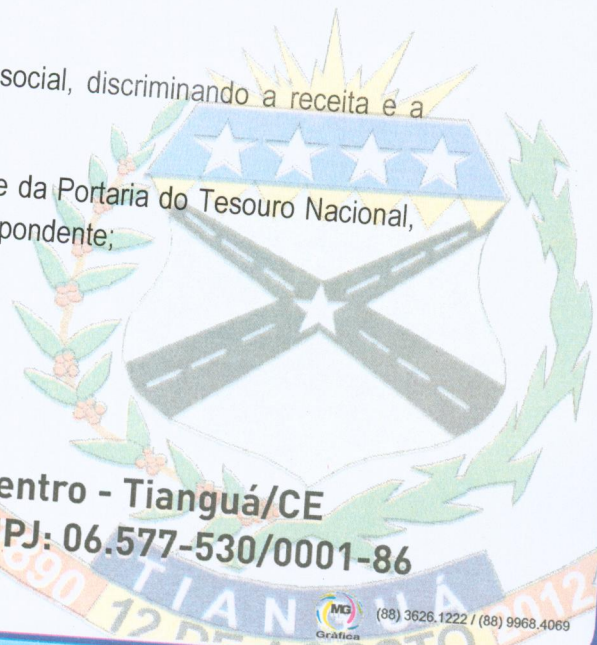 social, discriminando a receita e a
e da Portaria do Tesouro Nacional,
pondente;
entro - Tianguá/CE
PJ: 06.577-530/0001-86
890
TIANGUÁ
2012
12 DE AGOSTO
MG
Gráfica
(88) 3626.1222 / (88) 9968.4069